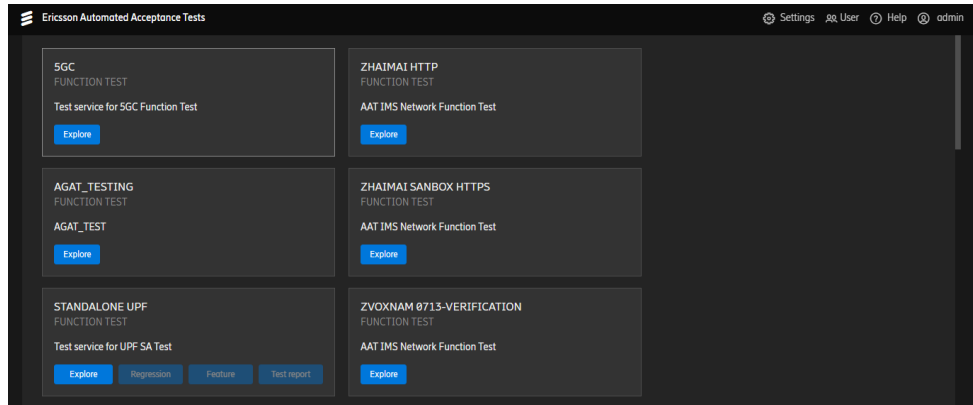 Ericsson Automated Acceptance Tests
Settings User Help admin
5GC
FUNCTION TEST
Test service for 5GC Function Test
Explore
ZHAIMAI HTTP
FUNCTION TEST
AAT IMS Network Function Test
Explore
AGAT_TESTING
FUNCTION TEST
AGAT_TEST
Explore
ZHAIMAI SANBOX HTTPS
FUNCTION TEST
AAT IMS Network Function Test
Explore
STANDALONE UPF
FUNCTION TEST
Test service for UPF SA Test
Explore Regression Feature Test report
ZVOXNAM 0713-VERIFICATION
FUNCTION TEST
AAT IMS Network Function Test
Explore